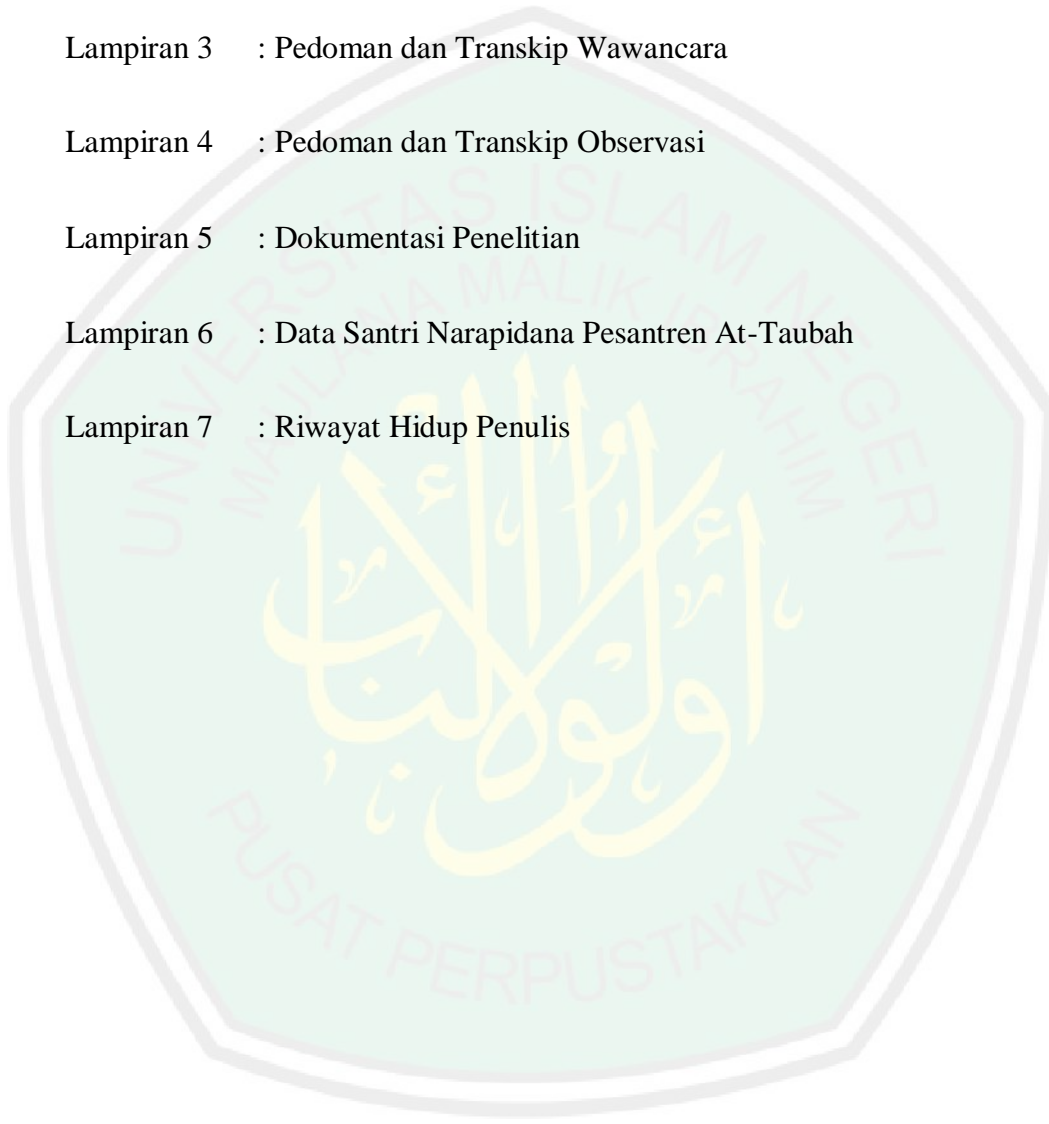 Lampiran 3 : Pedoman dan Transkip Wawancara
Lampiran 4 : Pedoman dan Transkip Observasi
Lampiran 5 : Dokumentasi Penelitian
Lampiran 6 : Data Santri Narapidana Pesantren At-Taubah
Lampiran 7 : Riwayat Hidup Penulis
UNIVERSITAS ISLAM NEGERI
MAULANA MALIK IBRAHIM
PUSAT PERPUSTAKAAN